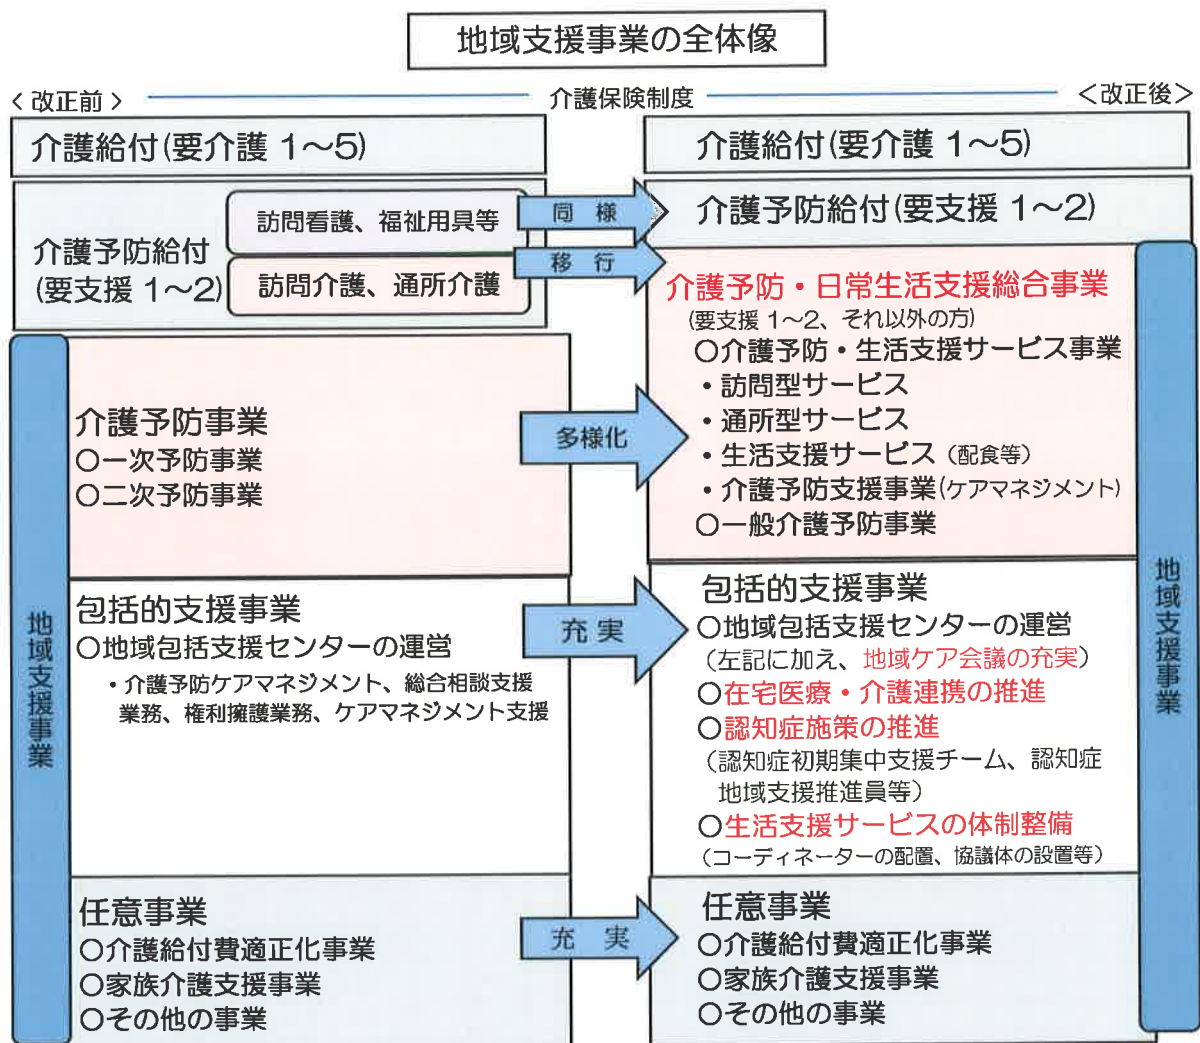 地域支援事業の全体像
<改正前>
介護保険制度
<改正後>
介護給付(要介護 1〜5)
介護予防給付
(要支援 1〜2)
訪問看護、福祉用具等
訪問介護、通所介護
地域支援事業
介護予防事業
○一次予防事業
○二次予防事業
包括的支援事業
○地域包括支援センターの運営
・介護予防ケアマネジメント、総合相談支援
業務、権利擁護業務、ケアマネジメント支援
任意事業
○介護給付費適正化事業
○家族介護支援事業
○その他の事業
同様
移行
多様化
充実
充実
介護給付(要介護 1〜5)
介護予防給付(要支援 1〜2)
介護予防・日常生活支援総合事業
(要支援 1〜2、それ以外の方)
○介護予防・生活支援サービス事業
・訪問型サービス
・通所型サービス
・生活支援サービス(配食等)
・介護予防支援事業(ケアマネジメント)
○一般介護予防事業
包括的支援事業
○地域包括支援センターの運営
(左記に加え、地域ケア会議の充実)
○在宅医療・介護連携の推進
○認知症施策の推進
(認知症初期集中支援チーム、認知症
地域支援推進員等)
○生活支援サービスの体制整備
(コーディネーターの配置、協議体の設置等)
任意事業
○介護給付費適正化事業
○家族介護支援事業
○その他の事業
地域支援事業